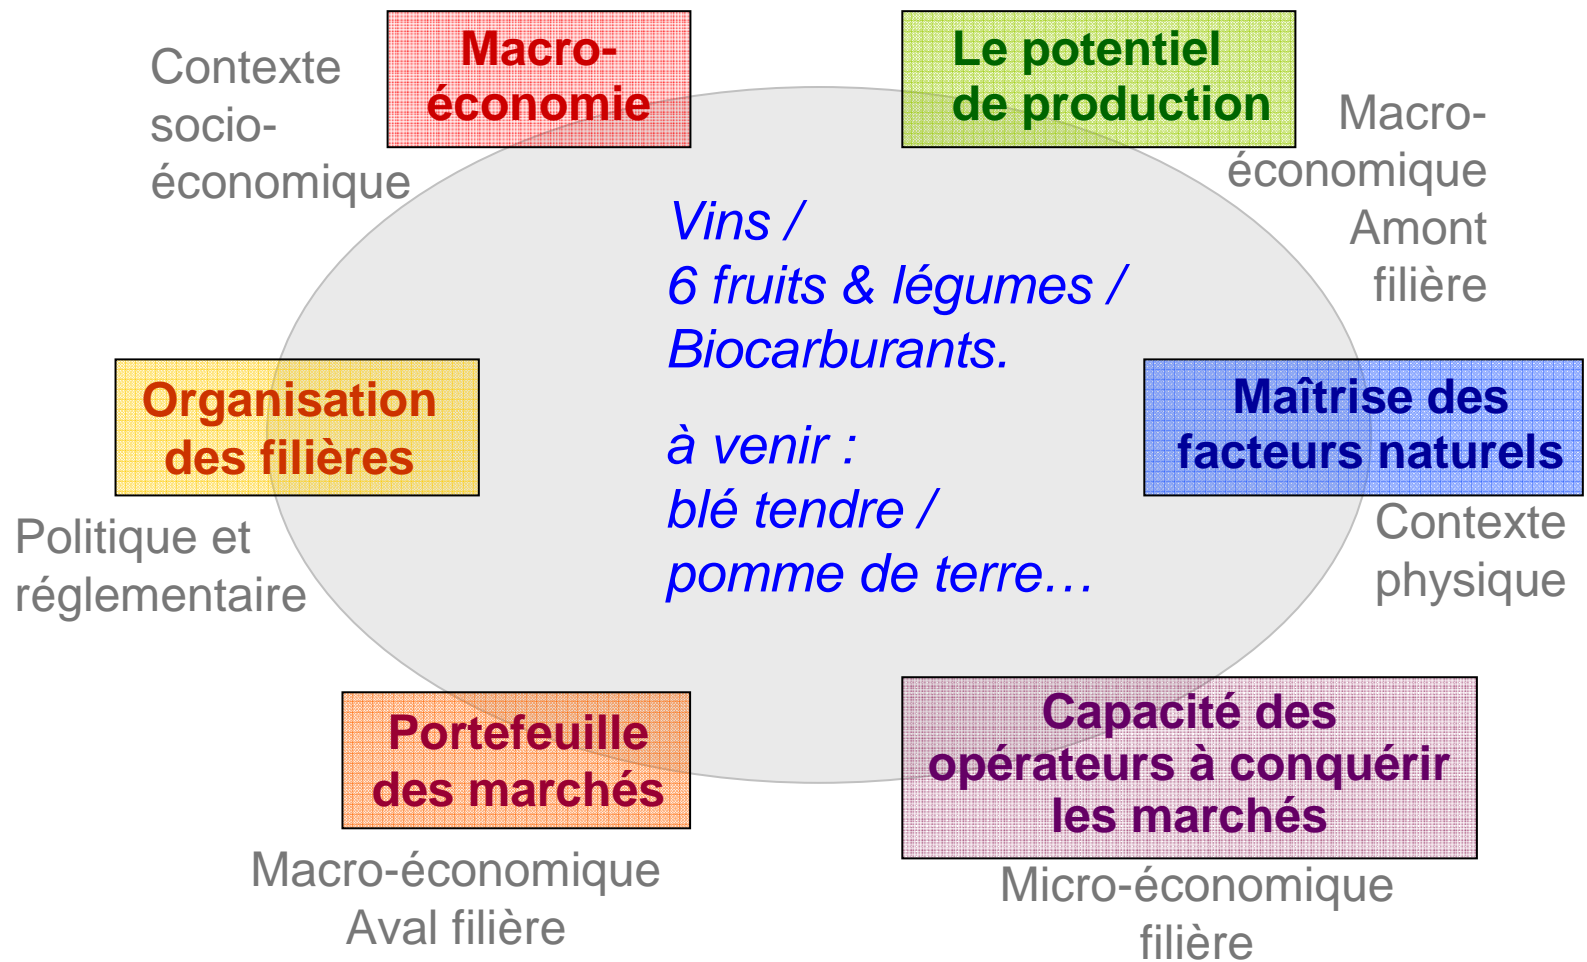 Contexte
socio-
économique
Macro-
économie
Le potentiel
de production
Macro-
économique
Amont
filière
Vins /
6 fruits & légumes /
Biocarburants.
à venir :
blé tendre /
pomme de terre…
Organisation
des filières
Politique et
réglementaire
Maîtrise des
facteurs naturels
Contexte
physique
Portefeuille
des marchés
Macro-économique
Aval filière
Capacité des
opérateurs à conquérir
les marchés
Micro-économique
filière